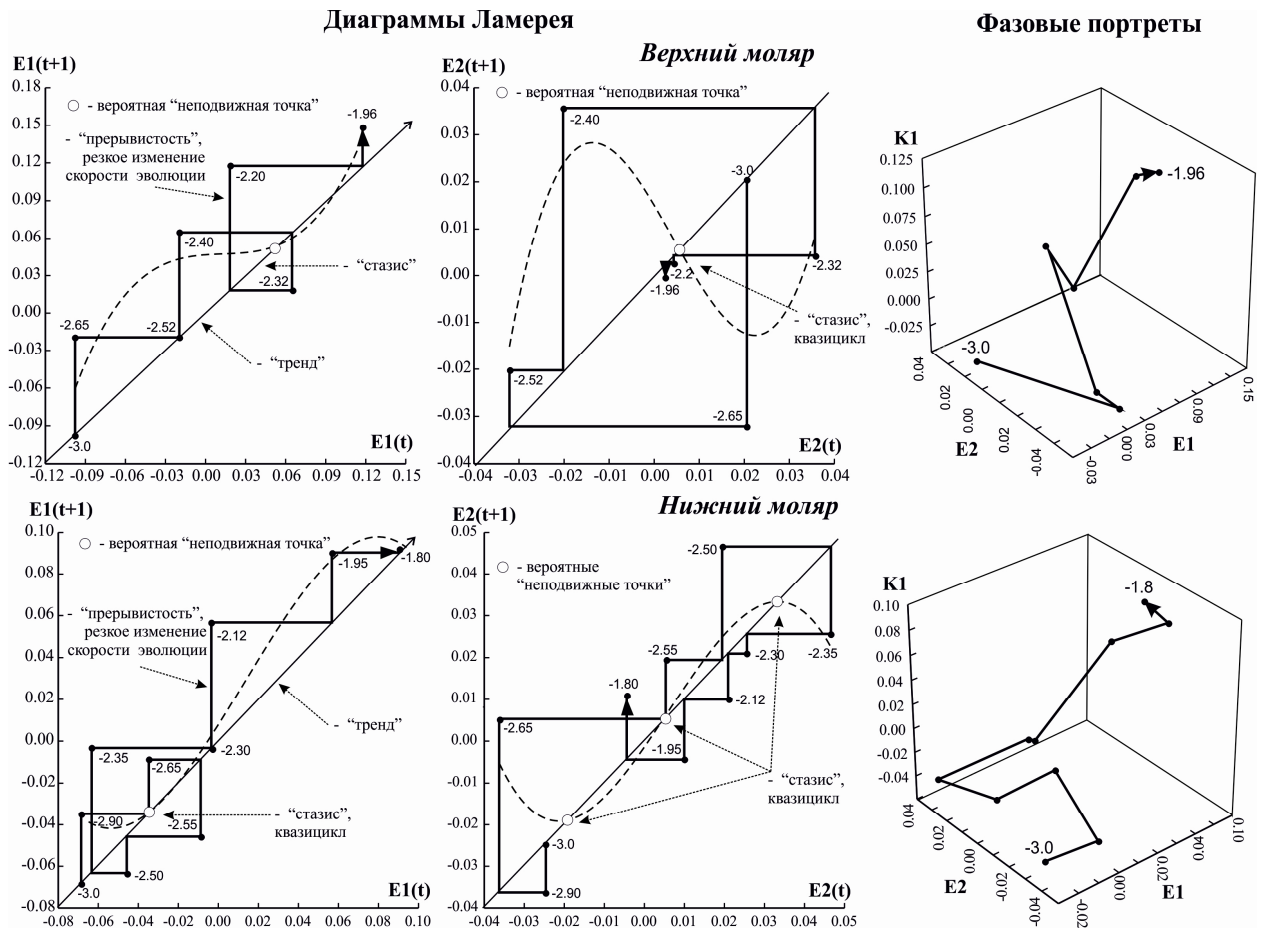 Диаграммы Ламерея
Фазовые портреты
Верхний моляр
E1(t+1)
0.18
0.15
0.12
0.09
0.06
0.03
0.00
-0.03
-0.06
-0.09
-0.12
-0.12 -0.09 -0.06 -0.03 0.00 0.03 0.06 0.09 0.12 0.15
E1(t)
- вероятная “неподвижная точка”
- “прерывистость”,
резкое изменение
скорости эволюции
-1.96
-2.20
-2.40
- “стазис”
-2.32
-2.65
-2.52
- “тренд”
-3.0
E2(t+1)
0.04
0.03
0.02
0.01
0.00
-0.01
-0.02
-0.03
-0.04
-0.04 -0.03 -0.02 -0.01 0.00 0.01 0.02 0.03 0.04
E2(t)
- вероятная “неподвижная точка”
-2.40
-3.0
-2.2
-2.32
-1.96
- “стазис”,
квазицикл
-2.52
-2.65
K1
0.125
0.100
0.075
0.050
0.025
0.000
-0.025
-1.96
-3.0
0.04
0.02
0.00
-0.02
-0.04
E2
-0.03
0.00
0.03
0.09
0.15
E1
Нижний моляр
E1(t+1)
0.10
0.08
0.06
0.04
0.02
0.00
-0.02
-0.04
-0.06
-0.08
-0.08 -0.06 -0.04 -0.02 0.00 0.02 0.04 0.06 0.08 0.10
E1(t)
- вероятная “неподвижная точка”
-1.95
-1.80
- “прерывистость”,
резкое изменение
скорости эволюции
-2.12
- “тренд”
-2.35
-2.30
-2.65
-2.90
-2.55
- “стазис”,
квазицикл
-2.50
-3.0
E2(t+1)
0.05
0.04
0.03
0.02
0.01
0.00
-0.01
-0.02
-0.03
-0.04
-0.04 -0.03 -0.02 -0.01 0.00 0.01 0.02 0.03 0.04 0.05
E2(t)
- вероятные
“неподвижные точки”
-2.50
-2.55
-2.30
-2.35
-1.80
-2.12
-2.65
-1.95
- “стазис”,
квазицикл
-3.0
-2.90
K1
0.10
0.08
0.06
0.04
0.02
0.00
-0.02
-0.04
-1.8
-3.0
0.04
0.02
0.00
-0.02
-0.04
E2
-0.02
0.00
0.02
0.04
0.10
E1